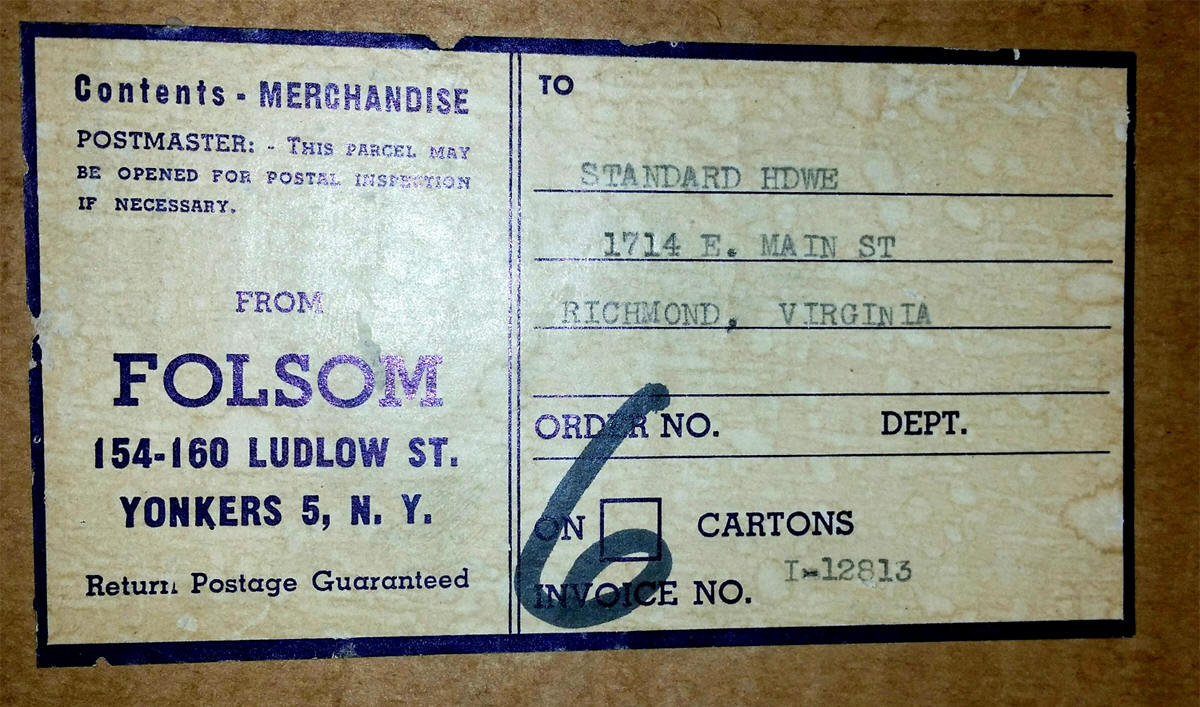 Contents - MERCHANDISE
POSTMASTER: - THIS PARCEL MAY
BE OPENED FOR POSTAL INSPECTION
IF NECESSARY.
FROM
FOLSOM
154-160 LUDLOW ST.
YONKERS 5, N. Y.
Return Postage Guaranteed
TO
STANDARD HDWE
1714 E. MAIN ST
RICHMOND, VIRGINIA
ORDER NO. DEPT.
ON CARTONS
6
I-12813
INVOICE NO.